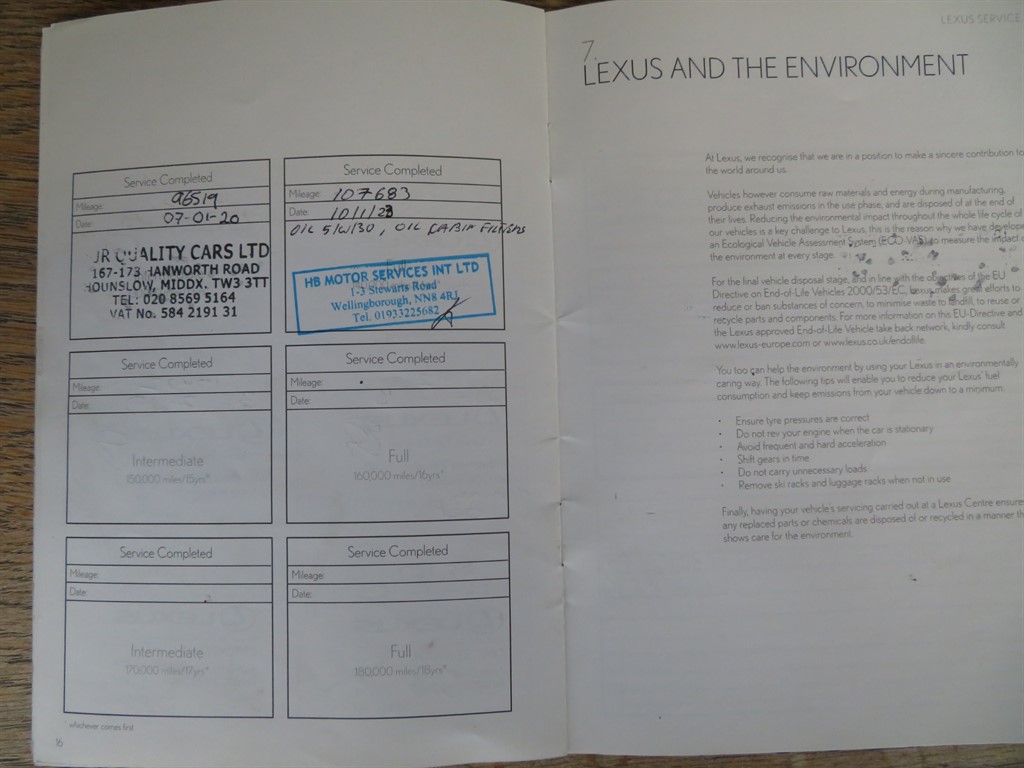 Service Completed
Mileage: 96519
Date: 07-01-20
JR QUALITY CARS LTD
167-173 HANWORTH ROAD
HOUNSLOW, MIDDX. TW3 3TT
TEL: 020 8569 5164
VAT No. 584 2191 31
Service Completed
Mileage: 107683
Date: 10/1/23
OIL 5W/30, OIL CABIN FILTERS
Full
HB MOTOR SERVICES INT LTD
1-3 Stewarts Road
Wellingborough, NN8 4RJ
Tel. 01933225682
Service Completed
Mileage:
Date:
Intermediate
150,000 miles/15yrs*
Service Completed
Mileage:
Date:
Full
160,000 miles/16yrs*
Service Completed
Mileage:
Date:
Intermediate
170,000 miles/17yrs*
Service Completed
Mileage:
Date:
Full
180,000 miles/18yrs*
* whichever comes first
16
LEXUS SERVICE
7.
LEXUS AND THE ENVIRONMENT
At Lexus, we recognise that we are in a position to make a sincere contribution to
the world around us.
Vehicles however consume raw materials and energy during manufacturing,
produce exhaust emissions in the use phase, and are disposed of at the end of
their lives. Reducing the environmental impact throughout the whole life cycle of
our vehicles is a key challenge to Lexus, this is the reason why we have develope
an Ecological Vehicle Assessment System (ECO-VAS) to measure the impact o
the environment at every stage.
For the final vehicle disposal stage, and in line with the objectives of the EU
Directive on End-of-Life Vehicles 2000/53/EC, Lexus makes great efforts to
reduce or ban substances of concern, to minimise waste to landfill, to reuse or
recycle parts and components. For more information on this EU-Directive and
the Lexus approved End-of-Life Vehicle take back network, kindly consult
www.lexus-europe.com or www.lexus.co.uk/endoflife.
You too can help the environment by using your Lexus in an environmentally
caring way. The following tips will enable you to reduce your Lexus' fuel
consumption and keep emissions from your vehicle down to a minimum:
• Ensure tyre pressures are correct
• Do not rev your engine when the car is stationary
• Avoid frequent and hard acceleration
• Shift gears in time
• Do not carry unnecessary loads
• Remove ski racks and luggage racks when not in use
Finally, having your vehicle's servicing carried out at a Lexus Centre ensures
any replaced parts or chemicals are disposed of or recycled in a manner th
shows care for the environment.